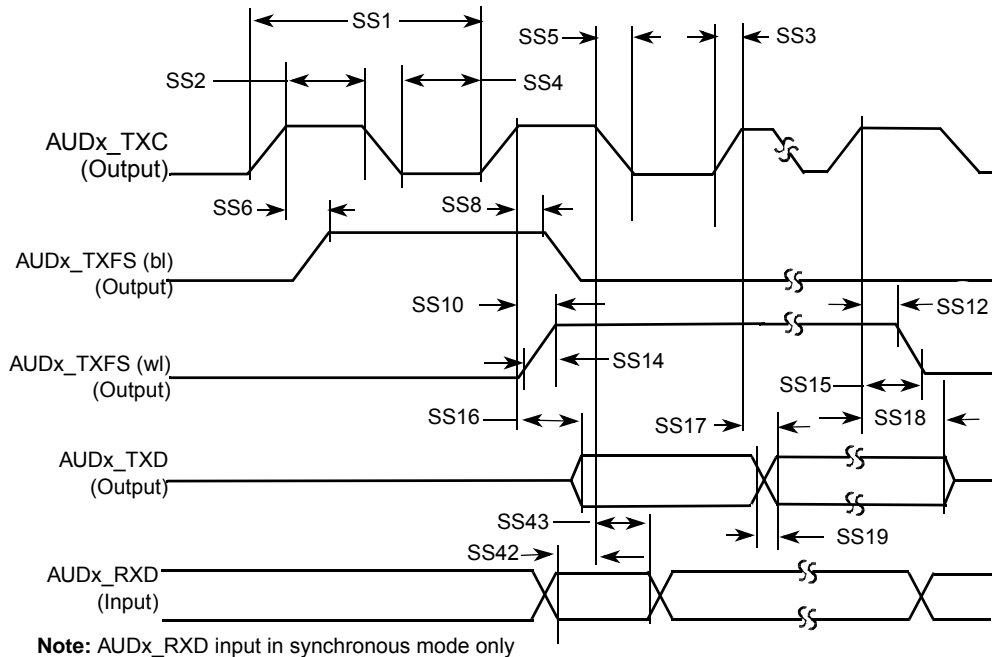 SS1
SS5
SS3
SS2
SS4
AUDx_TXC
(Output)
SS6
SS8
AUDx_TXFS (bl)
(Output)
SS10
SS12
AUDx_TXFS (wl)
(Output)
SS14
SS15
SS16
SS17
SS18
AUDx_TXD
(Output)
SS43
SS19
SS42
AUDx_RXD
(Input)
Note: AUDx_RXD input in synchronous mode only